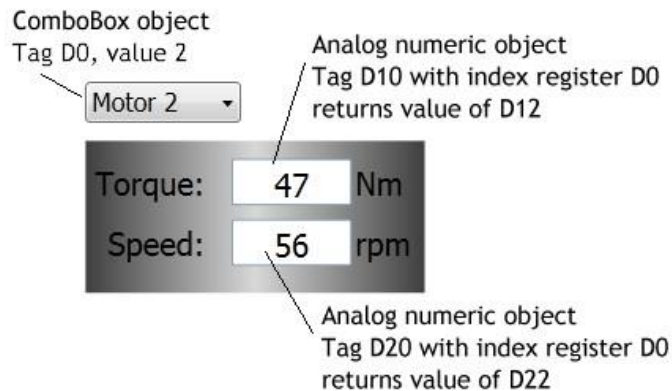 ComboBox object
Tag D0, value 2
Motor 2
Analog numeric object
Tag D10 with index register D0
returns value of D12
Torque: 47 Nm
Speed: 56 rpm
Analog numeric object
Tag D20 with index register D0
returns value of D22